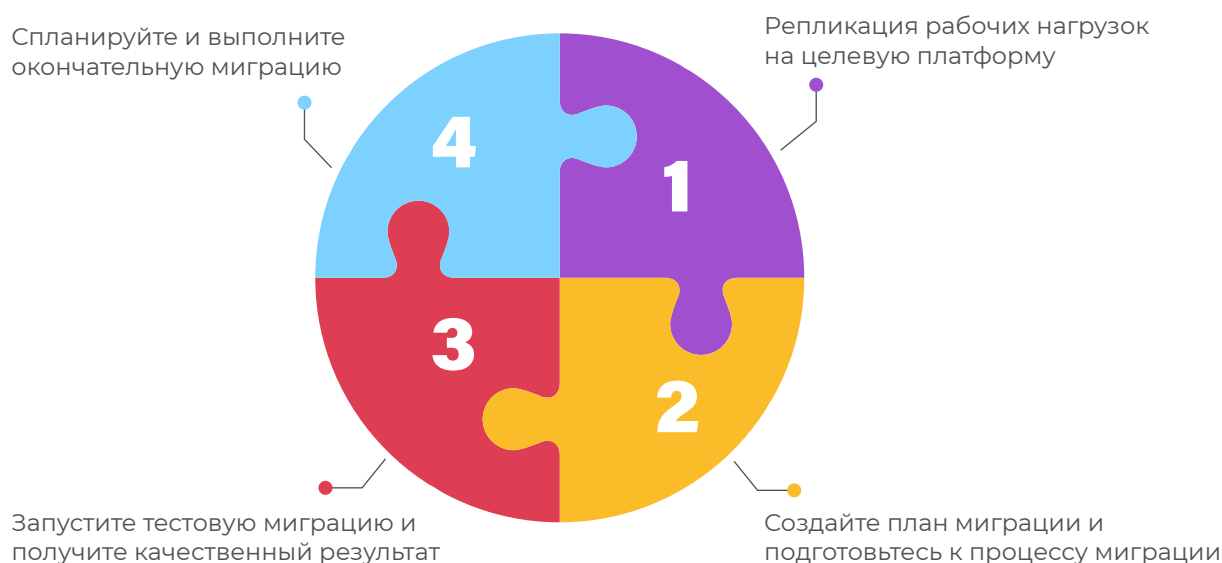 Спланируйте и выполните
окончательную миграцию
Репликация рабочих нагрузок
на целевую платформу
4
1
3
2
Запустите тестовую миграцию и
получите качественный результат
Создайте план миграции и
подготовьтесь к процессу миграции